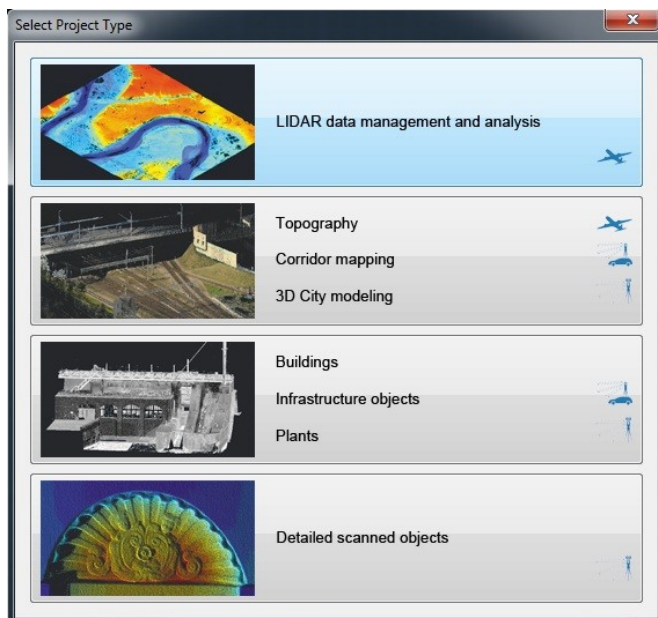 Select Project Type
LIDAR data management and analysis
Topography
Corridor mapping
3D City modeling
Buildings
Infrastructure objects
Plants
Detailed scanned objects